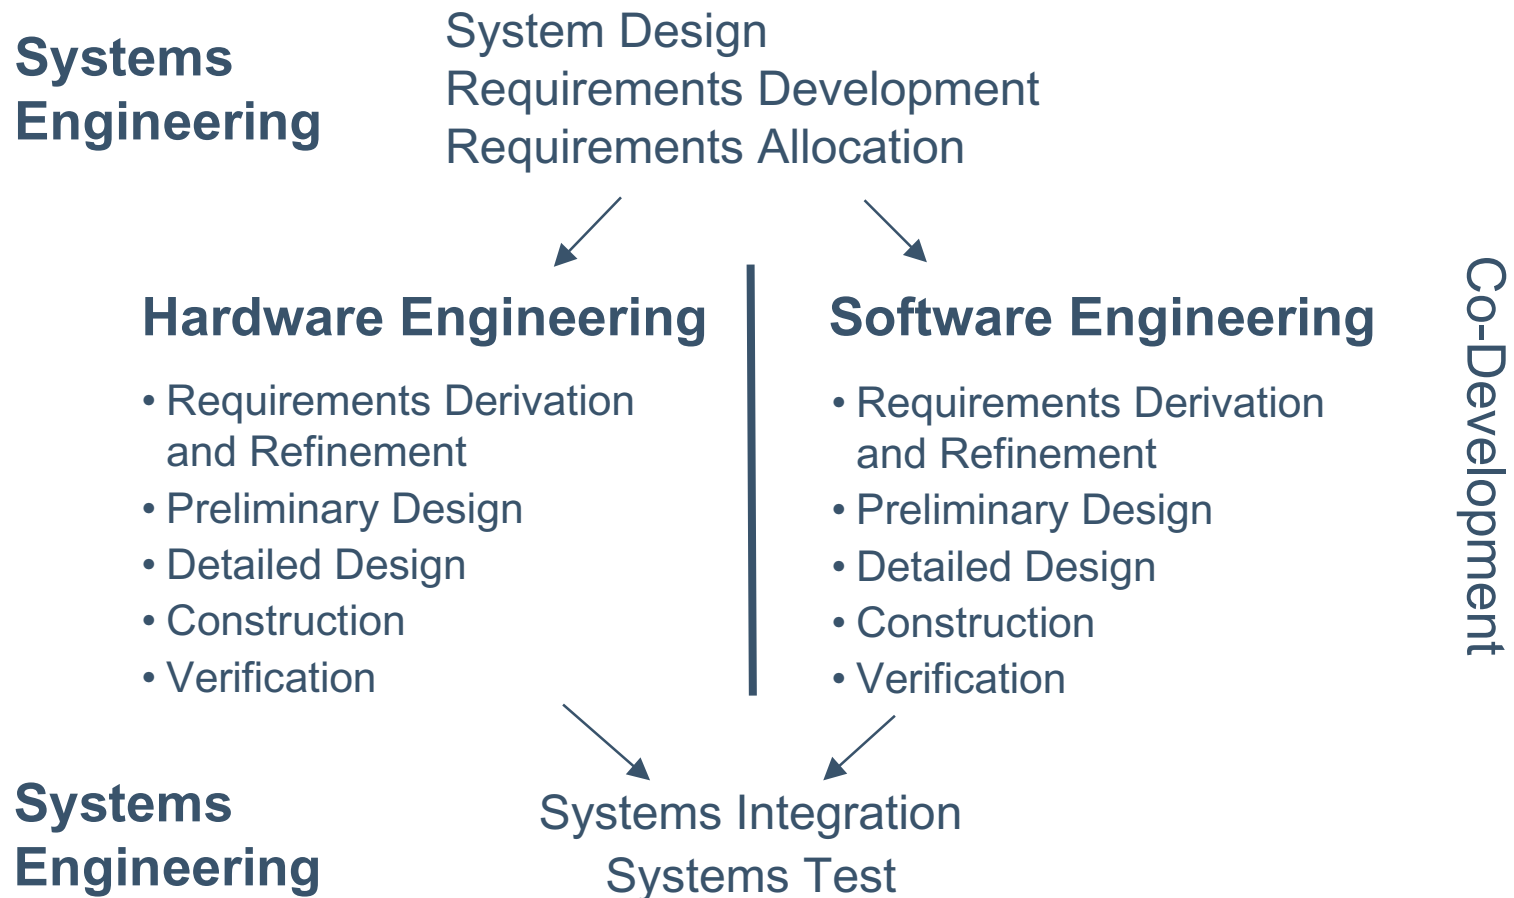 Systems
Engineering
System Design
Requirements Development
Requirements Allocation
Hardware Engineering
• Requirements Derivation
and Refinement
• Preliminary Design
• Detailed Design
• Construction
• Verification
Software Engineering
• Requirements Derivation
and Refinement
• Preliminary Design
• Detailed Design
• Construction
• Verification
Co-Development
Systems
Engineering
Systems Integration
Systems Test